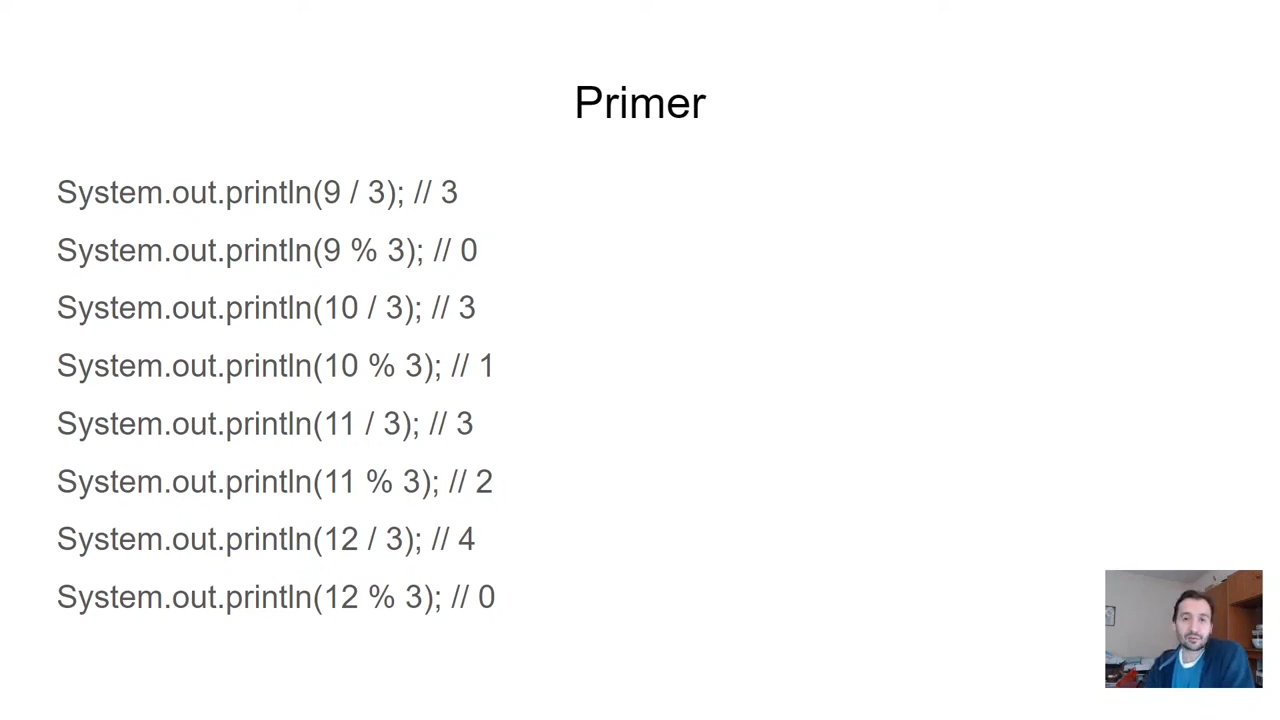 Primer
System.out.println(9 / 3); // 3
System.out.println(9 % 3); // 0
System.out.println(10 / 3); // 3
System.out.println(10 % 3); // 1
System.out.println(11 / 3); // 3
System.out.println(11 % 3); // 2
System.out.println(12 / 3); // 4
System.out.println(12 % 3); // 0